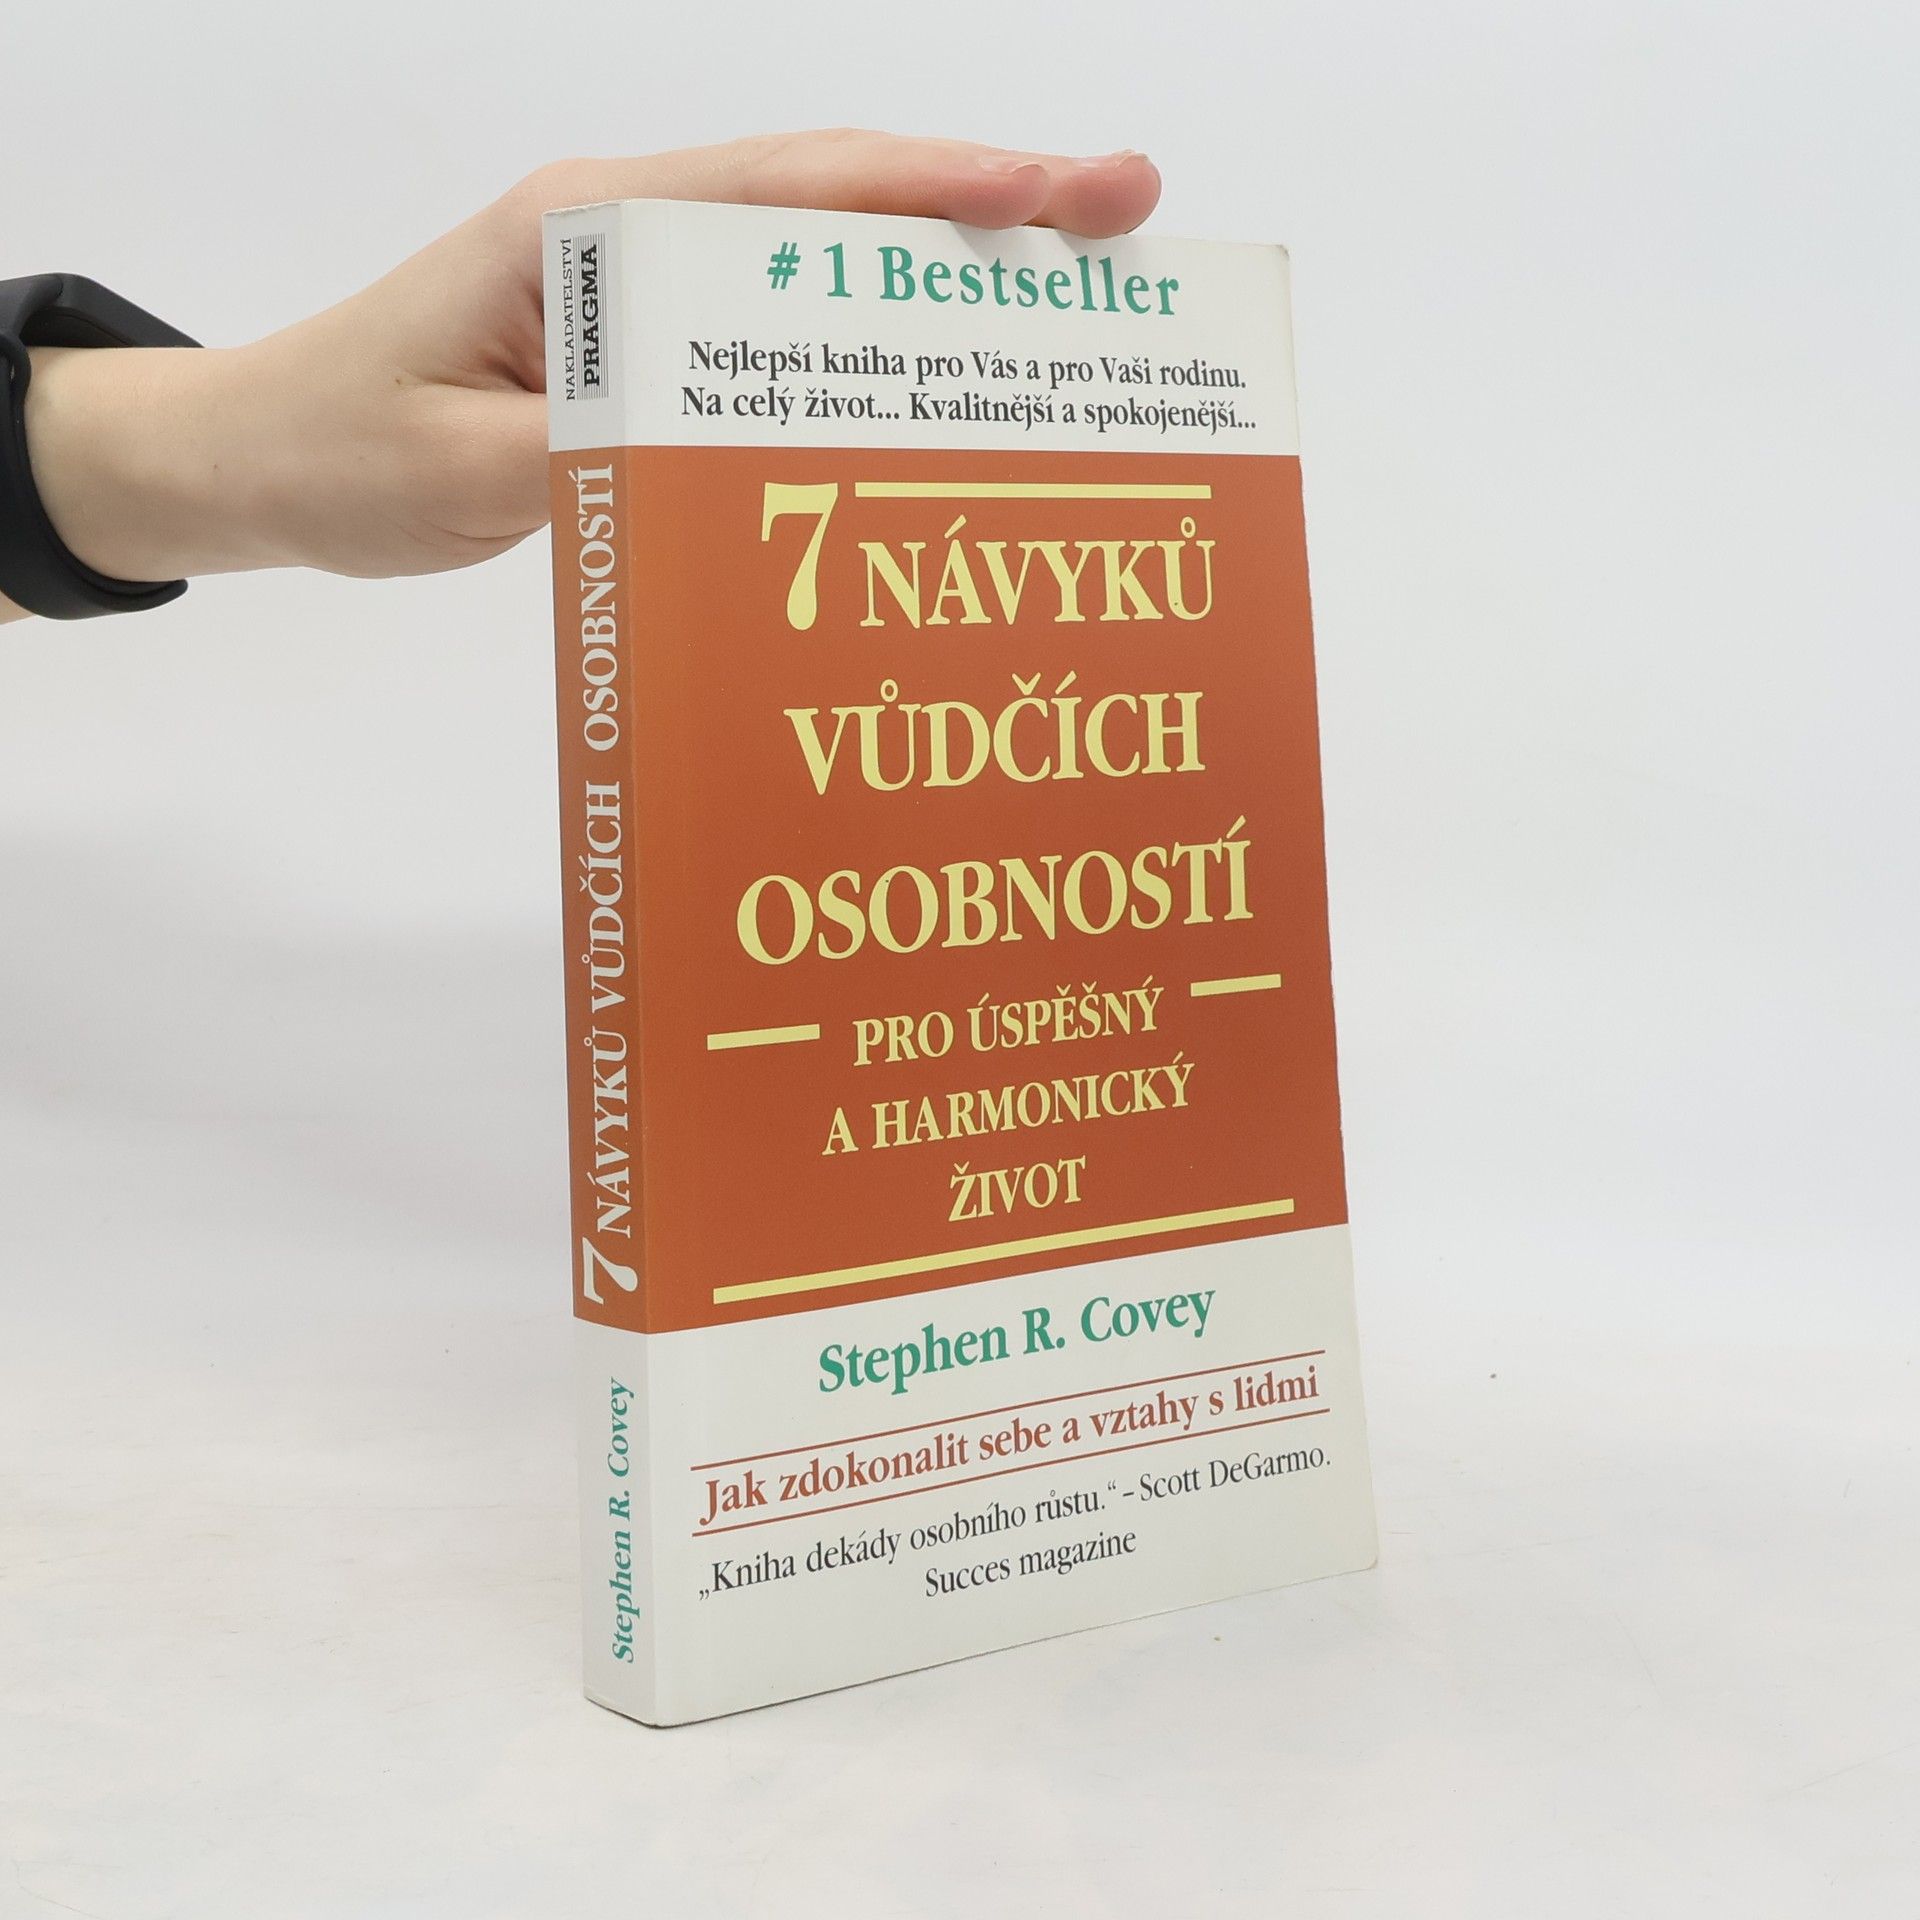 NAKLADATELSTVÍ
PRAGMA
7 NÁVYKŮ VŮDČÍCH OSOBNOSTÍ
Stephen R. Covey
# 1 Bestseller
Nejlepší kniha pro Vás a pro Vaši rodinu.
Na celý život... Kvalitnější a spokojenější...
7 NÁVYKŮ
VŮDČÍCH
OSOBNOSTÍ
PRO ÚSPĚŠNÝ
A HARMONICKÝ
ŽIVOT
Stephen R. Covey
Jak zdokonalit sebe a vztahy s lidmi
„Kniha dekády osobního růstu.“ – Scott DeGarmo.
Succes magazine